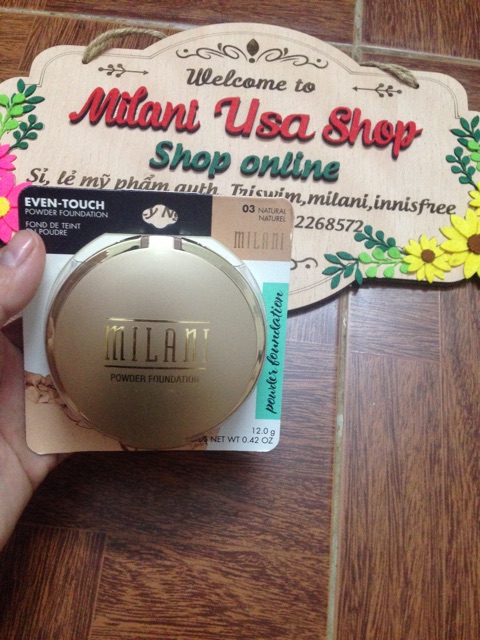 Welcome to
Milani Usa Shop
Shop online
Sỉ, lẻ mỹ phẩm auth Triswim,milani,innisfree
2268572
EVEN-TOUCH
POWDER FOUNDATION
FOND DE TEINT
POUDRE
03 NATURAL
NATUREL
MILANI
MILANI
POWDER FOUNDATION
powder foundation
12.0 g
NET WT 0.42 OZ